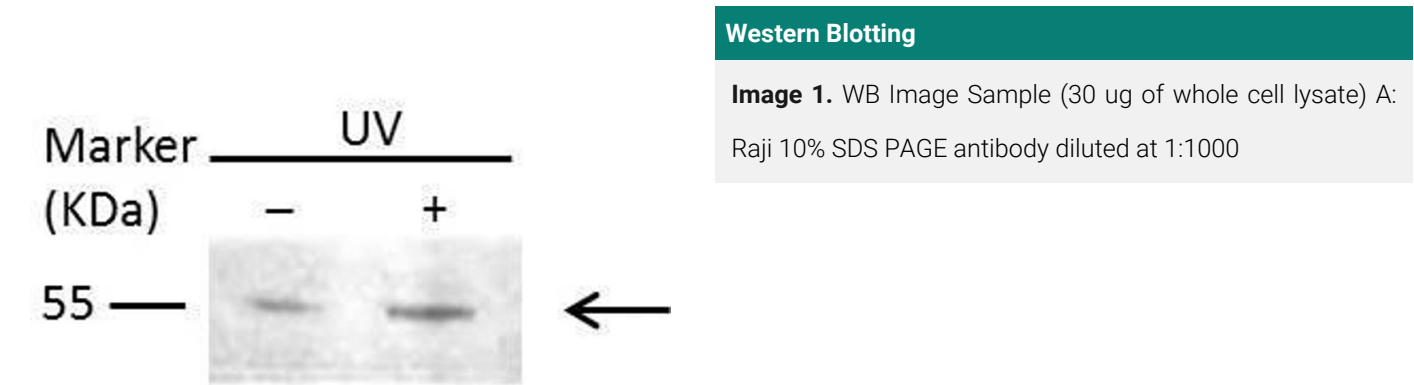 Western Blotting
Image 1. WB Image Sample (30 ug of whole cell lysate) A:
Raji 10% SDS PAGE antibody diluted at 1:1000
Marker UV
(KDa) – +
55